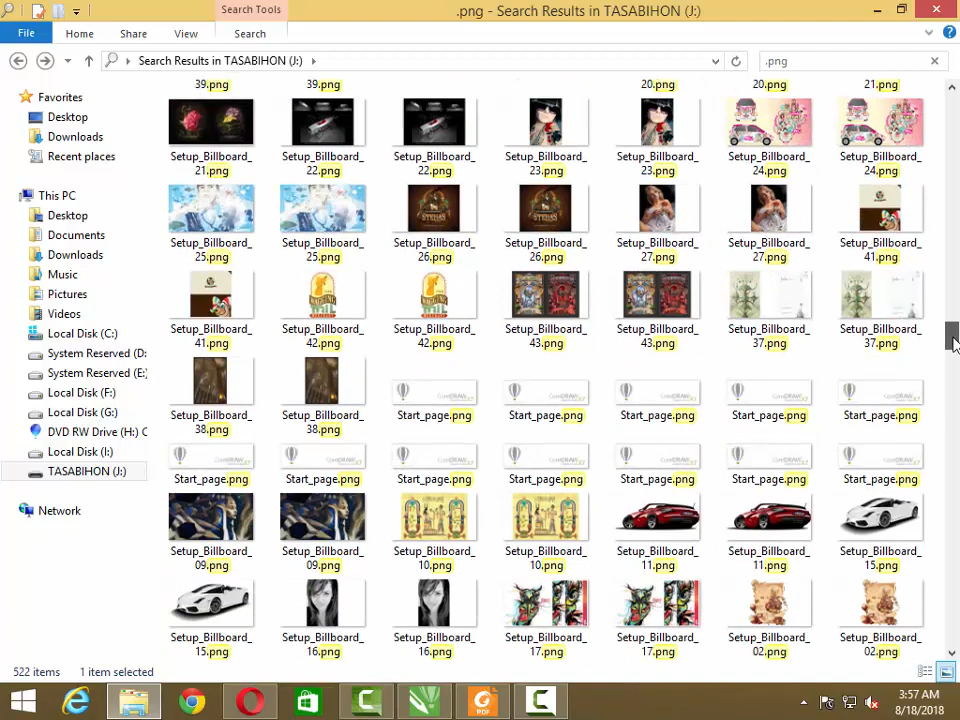 Search Tools
.png - Search Results in TASABIHON (J:)
File Home Share View Search
Search Results in TASABIHON (J:)
.png
Favorites
Desktop
Downloads
Recent places
This PC
Desktop
Documents
Downloads
Music
Pictures
Videos
Local Disk (C:)
System Reserved (D:
System Reserved (E:)
Local Disk (F:)
Local Disk (G:)
DVD RW Drive (H:) C
Local Disk (I:)
TASABIHON (J:)
Network
39.png 39.png 20.png 20.png 21.png
Setup_Billboard_ Setup_Billboard_ Setup_Billboard_ Setup_Billboard_ Setup_Billboard_ Setup_Billboard_ Setup_Billboard_
21.png 22.png 22.png 23.png 23.png 24.png 24.png
Setup_Billboard_ Setup_Billboard_ Setup_Billboard_ Setup_Billboard_ Setup_Billboard_ Setup_Billboard_ Setup_Billboard_
25.png 25.png 26.png 26.png 27.png 27.png 41.png
Setup_Billboard_ Setup_Billboard_ Setup_Billboard_ Setup_Billboard_ Setup_Billboard_ Setup_Billboard_ Setup_Billboard_
41.png 42.png 42.png 43.png 43.png 37.png 37.png
Setup_Billboard_ Setup_Billboard_ Start_page.png Start_page.png Start_page.png Start_page.png Start_page.png
38.png 38.png
Start_page.png Start_page.png Start_page.png Start_page.png Start_page.png Start_page.png Start_page.png
Setup_Billboard_ Setup_Billboard_ Setup_Billboard_ Setup_Billboard_ Setup_Billboard_ Setup_Billboard_ Setup_Billboard_
09.png 09.png 10.png 10.png 11.png 11.png 15.png
Setup_Billboard_ Setup_Billboard_ Setup_Billboard_ Setup_Billboard_ Setup_Billboard_ Setup_Billboard_ Setup_Billboard_
15.png 16.png 16.png 17.png 17.png 02.png 02.png
522 items 1 item selected
PDF
3:57 AM
8/18/2018